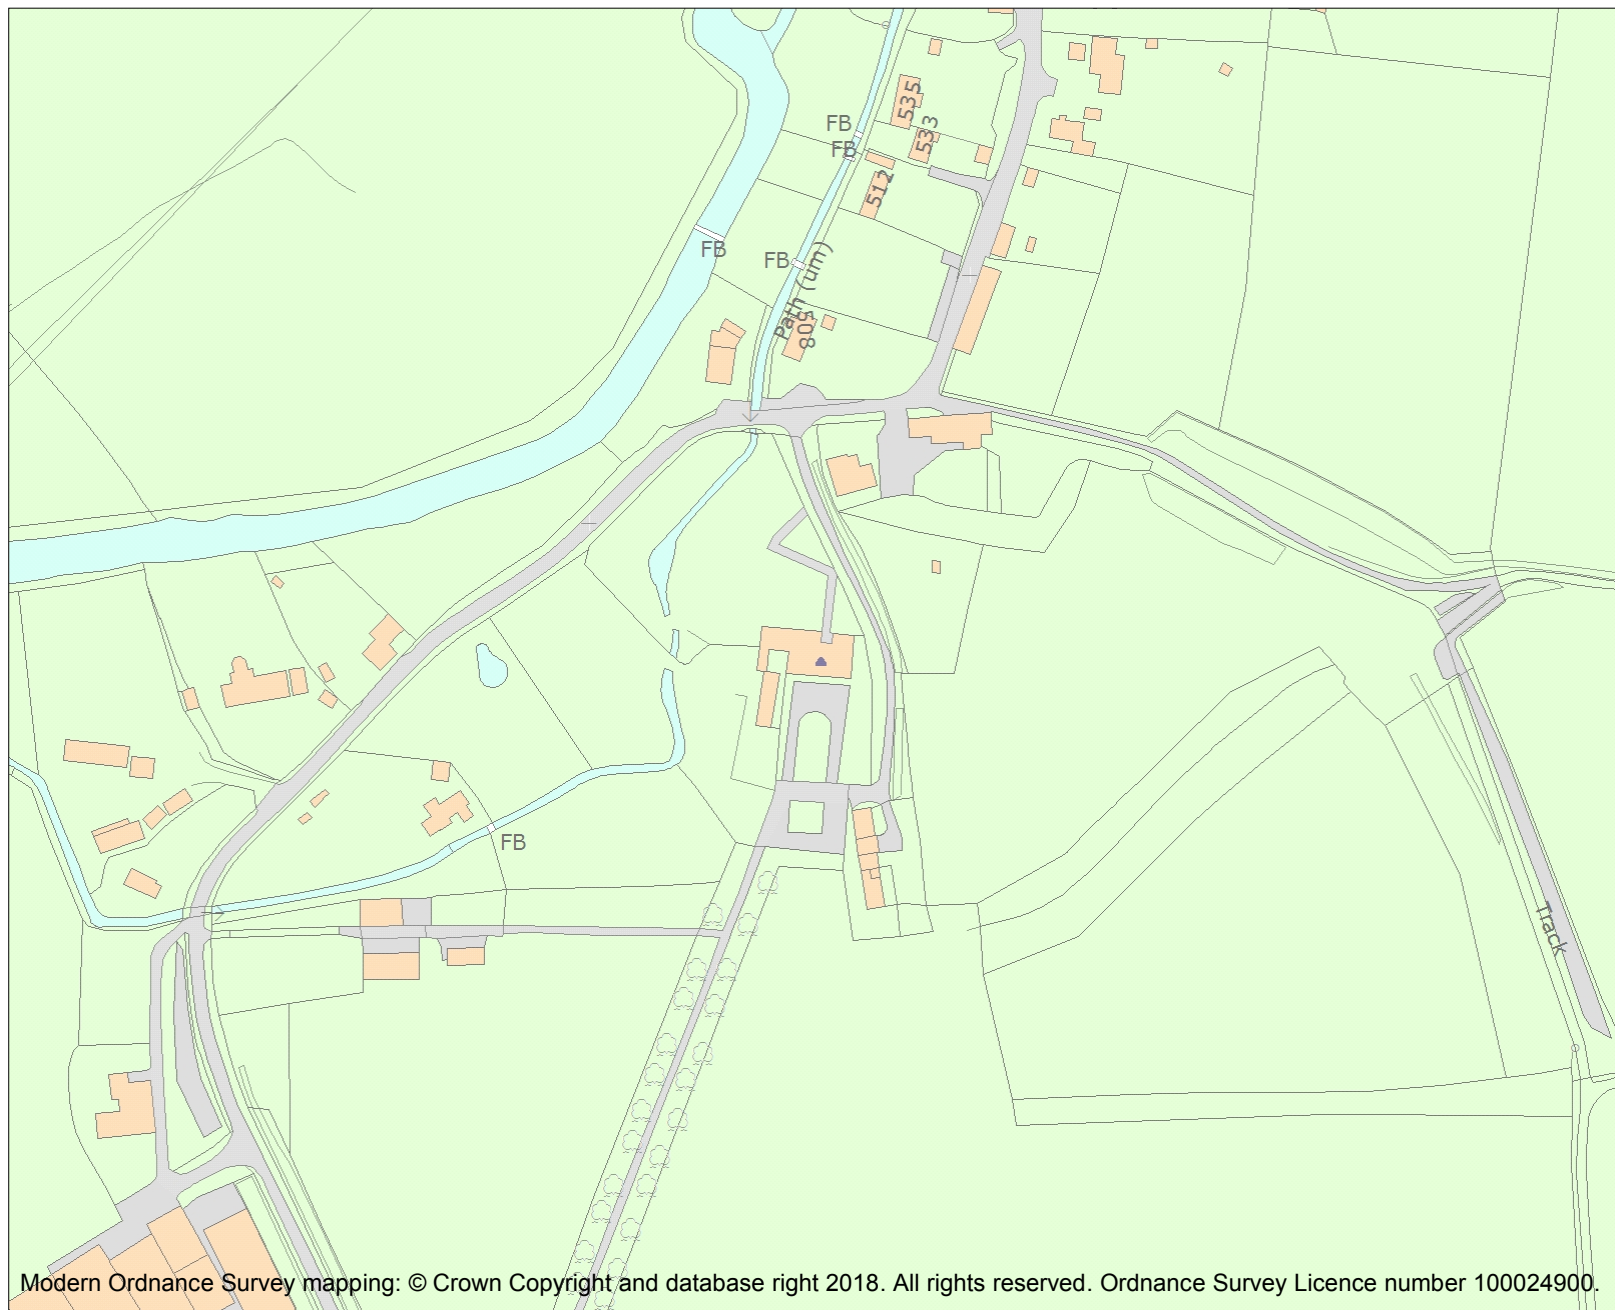 535
FB
533
FB
512
FB
FB
Path (um)
508
FB
Track
Modern Ordnance Survey mapping: © Crown Copyright and database right 2018. All rights reserved. Ordnance Survey Licence number 100024900.